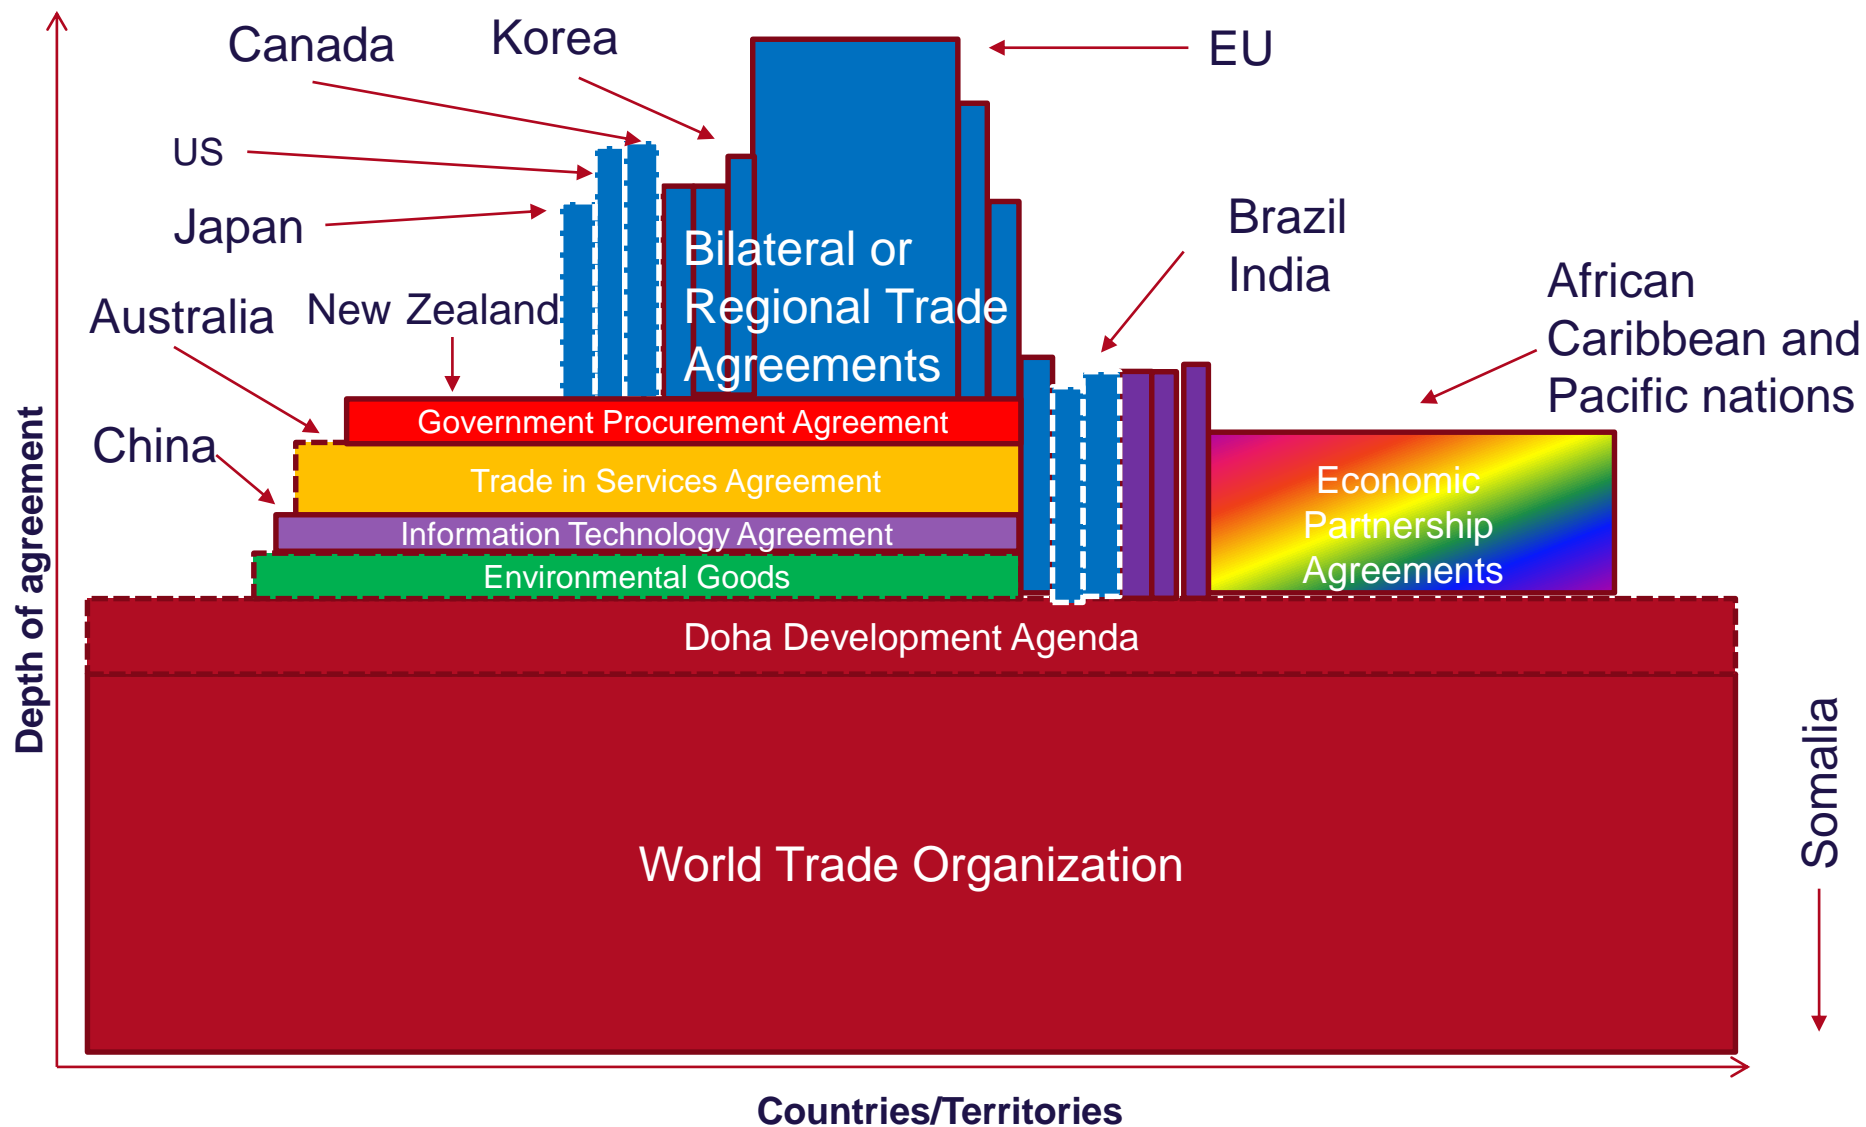 Canada
Korea
EU
US
Japan
Brazil
India
Bilateral or
Regional Trade
Agreements
African
Caribbean and
Pacific nations
Australia
New Zealand
Government Procurement Agreement
China
Trade in Services Agreement
Information Technology Agreement
Environmental Goods
Economic
Partnership
Agreements
Doha Development Agenda
World Trade Organization
Somalia
Depth of agreement
Countries/Territories